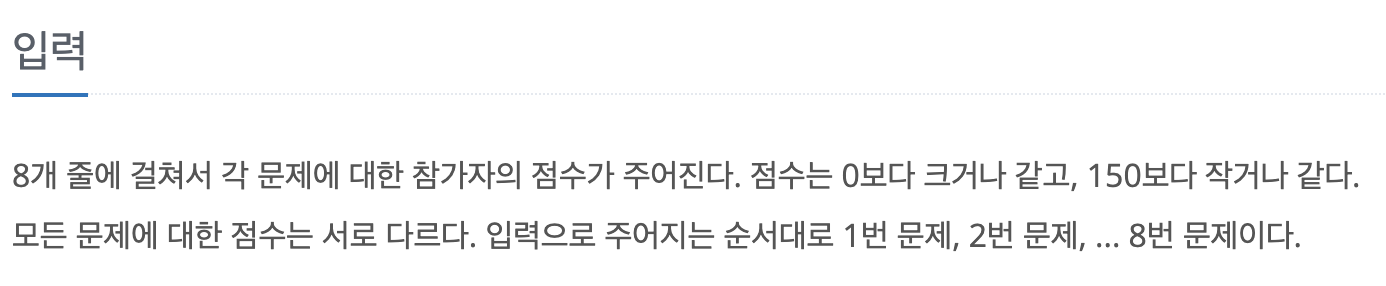 입력
8개 줄에 걸쳐서 각 문제에 대한 참가자의 점수가 주어진다. 점수는 0보다 크거나 같고, 150보다 작거나 같다.
모든 문제에 대한 점수는 서로 다르다. 입력으로 주어지는 순서대로 1번 문제, 2번 문제, ... 8번 문제이다.